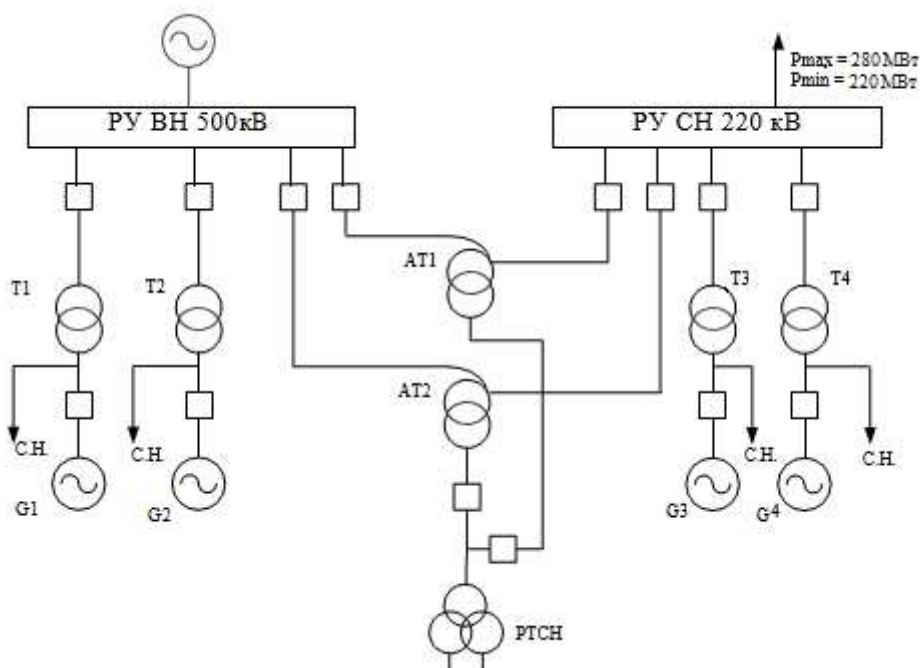 Pmax = 280МВт
Pmin = 220МВт
РУ ВН 500кВ
РУ СН 220 кВ
АТ1
Т1
Т2
Т3
Т4
АТ2
С.Н.
С.Н.
С.Н.
С.Н.
G1
G2
G3
G4
РТСН